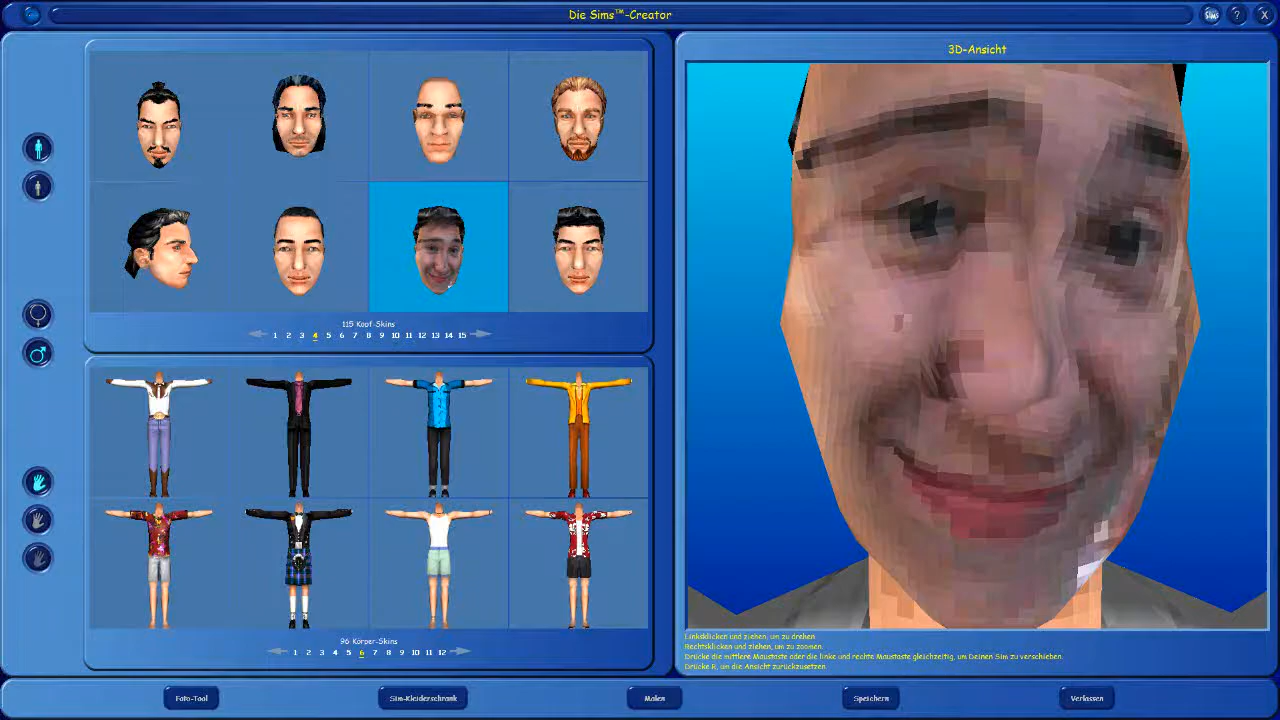 Die Sims™-Creator
SIMS
?
X
3D-Ansicht
115 Kopf-Skins
1 2 3 4 5 6 7 8 9 10 11 12 13 14 15
96 Körper-Skins
1 2 3 4 5 6 7 8 9 10 11 12
Linksklicken und ziehen, um zu drehen
Rechtsklicken und ziehen, um zu zoomen.
Drücke die mittlere Maustaste oder die linke und rechte Maustaste gleichzeitig, um Deinen Sim zu verschieben.
Drücke R, um die Ansicht zurückzusetzen
Foto-Tool
Sim-Kleiderschrank
Malen
Speichern
Verlassen